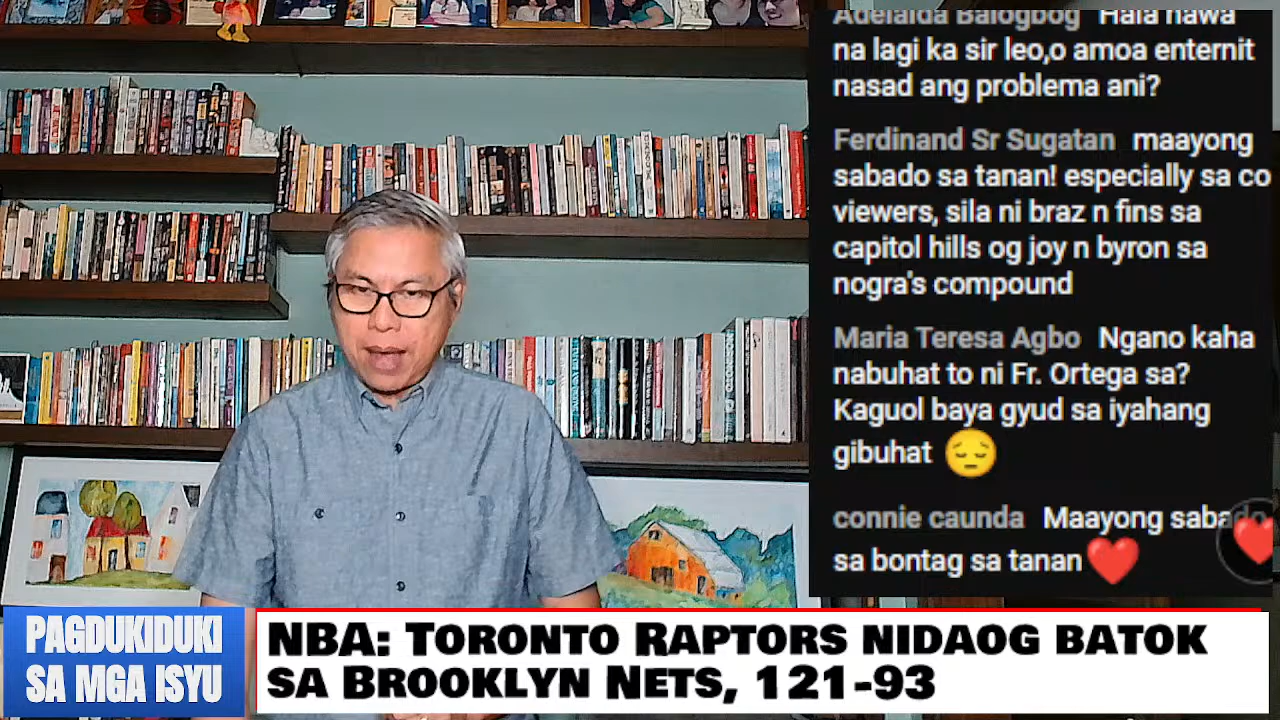 Adelaida Balogbog Hala nawa
na lagi ka sir leo,o amoa enternit
nasad ang problema ani?
Ferdinand Sr Sugatan maayong
sabado sa tanan! especially sa co
viewers, sila ni braz n fins sa
capitol hills og joy n byron sa
nogra's compound
Maria Teresa Agbo Ngano kaha
nabuhat to ni Fr. Ortega sa?
Kaguol baya gyud sa iyahang
gibuhat 😔
connie caunda Maayong sabado
sa bontag sa tanan ❤️
PAGDUKIDUKI
SA MGA ISYU
NBA: TORONTO RAPTORS NIDAOG BATOK
SA BROOKLYN NETS, 121-93